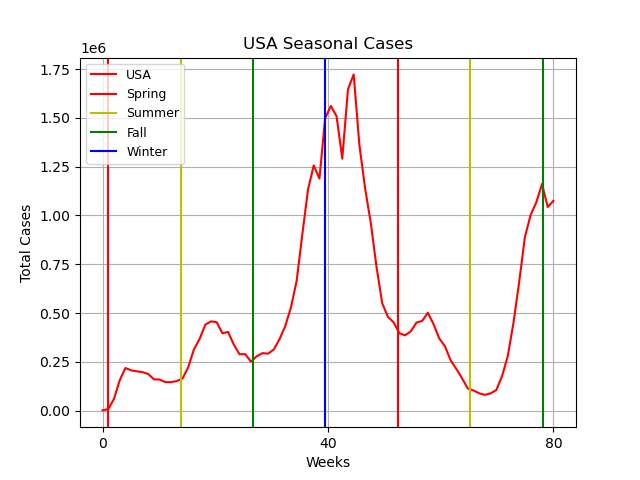 USA Seasonal Cases
1e6
1.75
1.50
1.25
1.00
0.75
0.50
0.25
0.00
Total Cases
USA
Spring
Summer
Fall
Winter
0 40 80
Weeks